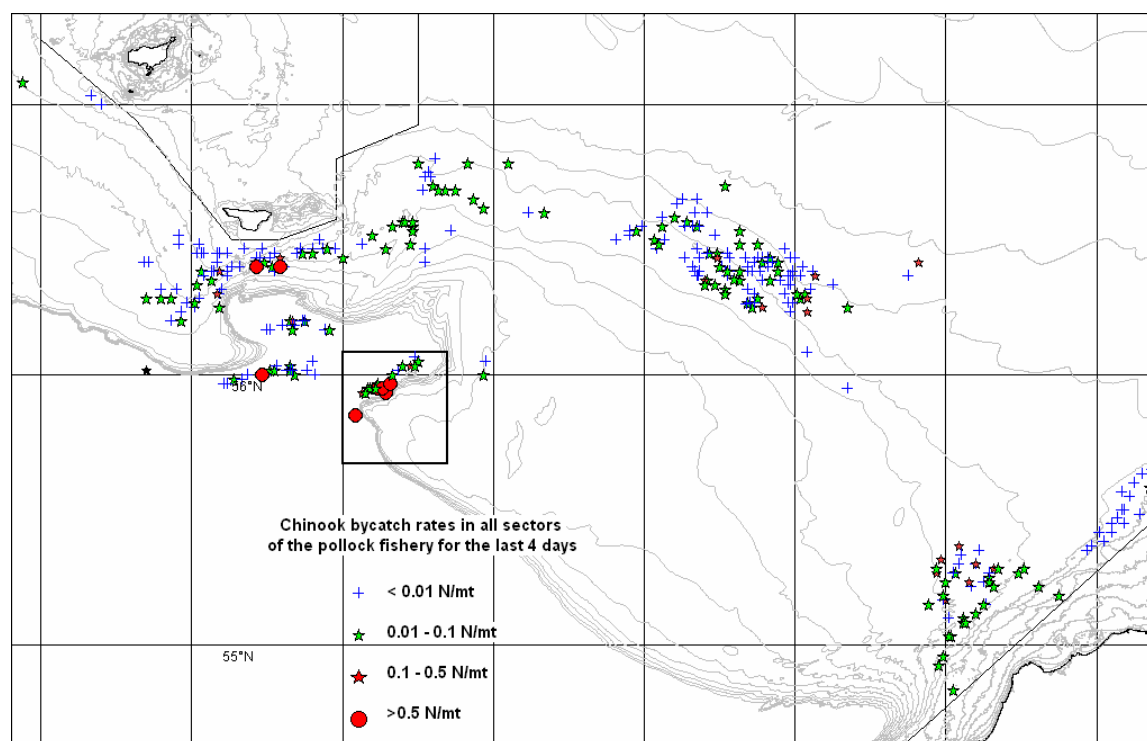 56°N
Chinook bycatch rates in all sectors
of the pollock fishery for the last 4 days
< 0.01 N/mt
0.01 - 0.1 N/mt
55°N
0.1 - 0.5 N/mt
>0.5 N/mt